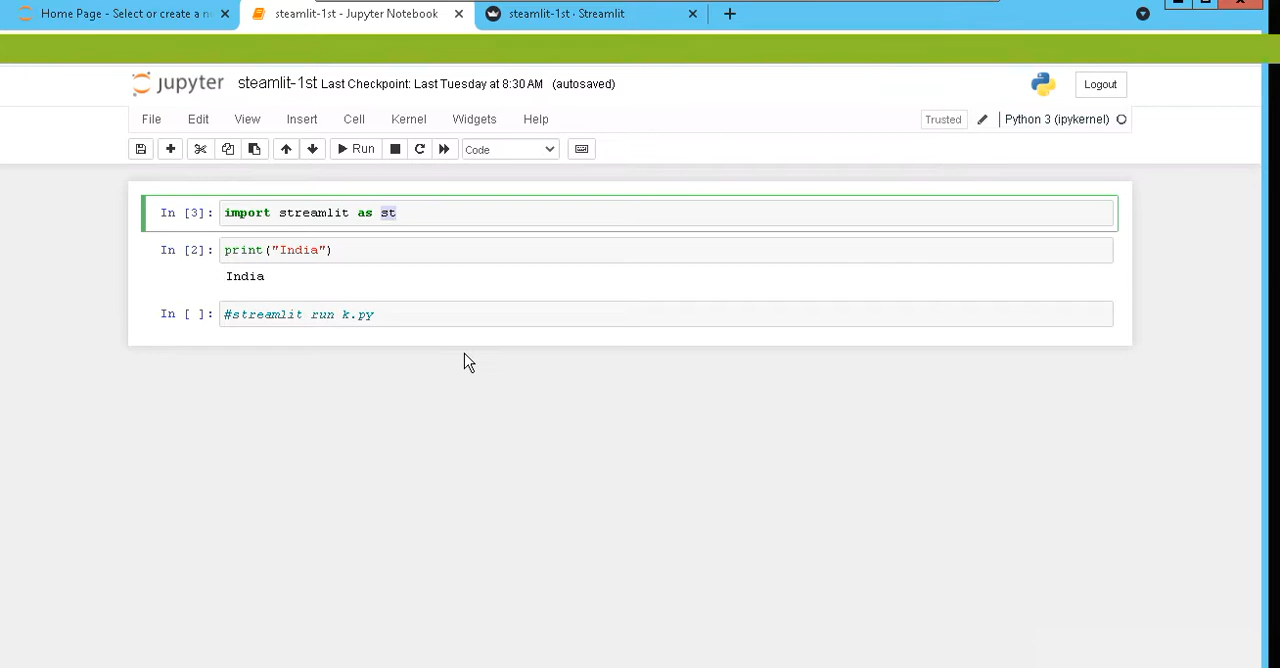 Home Page - Select or create a n
steamlit-1st - Jupyter Notebook
steamlit-1st · Streamlit
jupyter steamlit-1st Last Checkpoint: Last Tuesday at 8:30 AM (autosaved)
Logout
File Edit View Insert Cell Kernel Widgets Help
Trusted Python 3 (ipykernel)
Run Code
In [3]: import streamlit as st
In [2]: print("India")
India
In [ ]: #streamlit run k.py